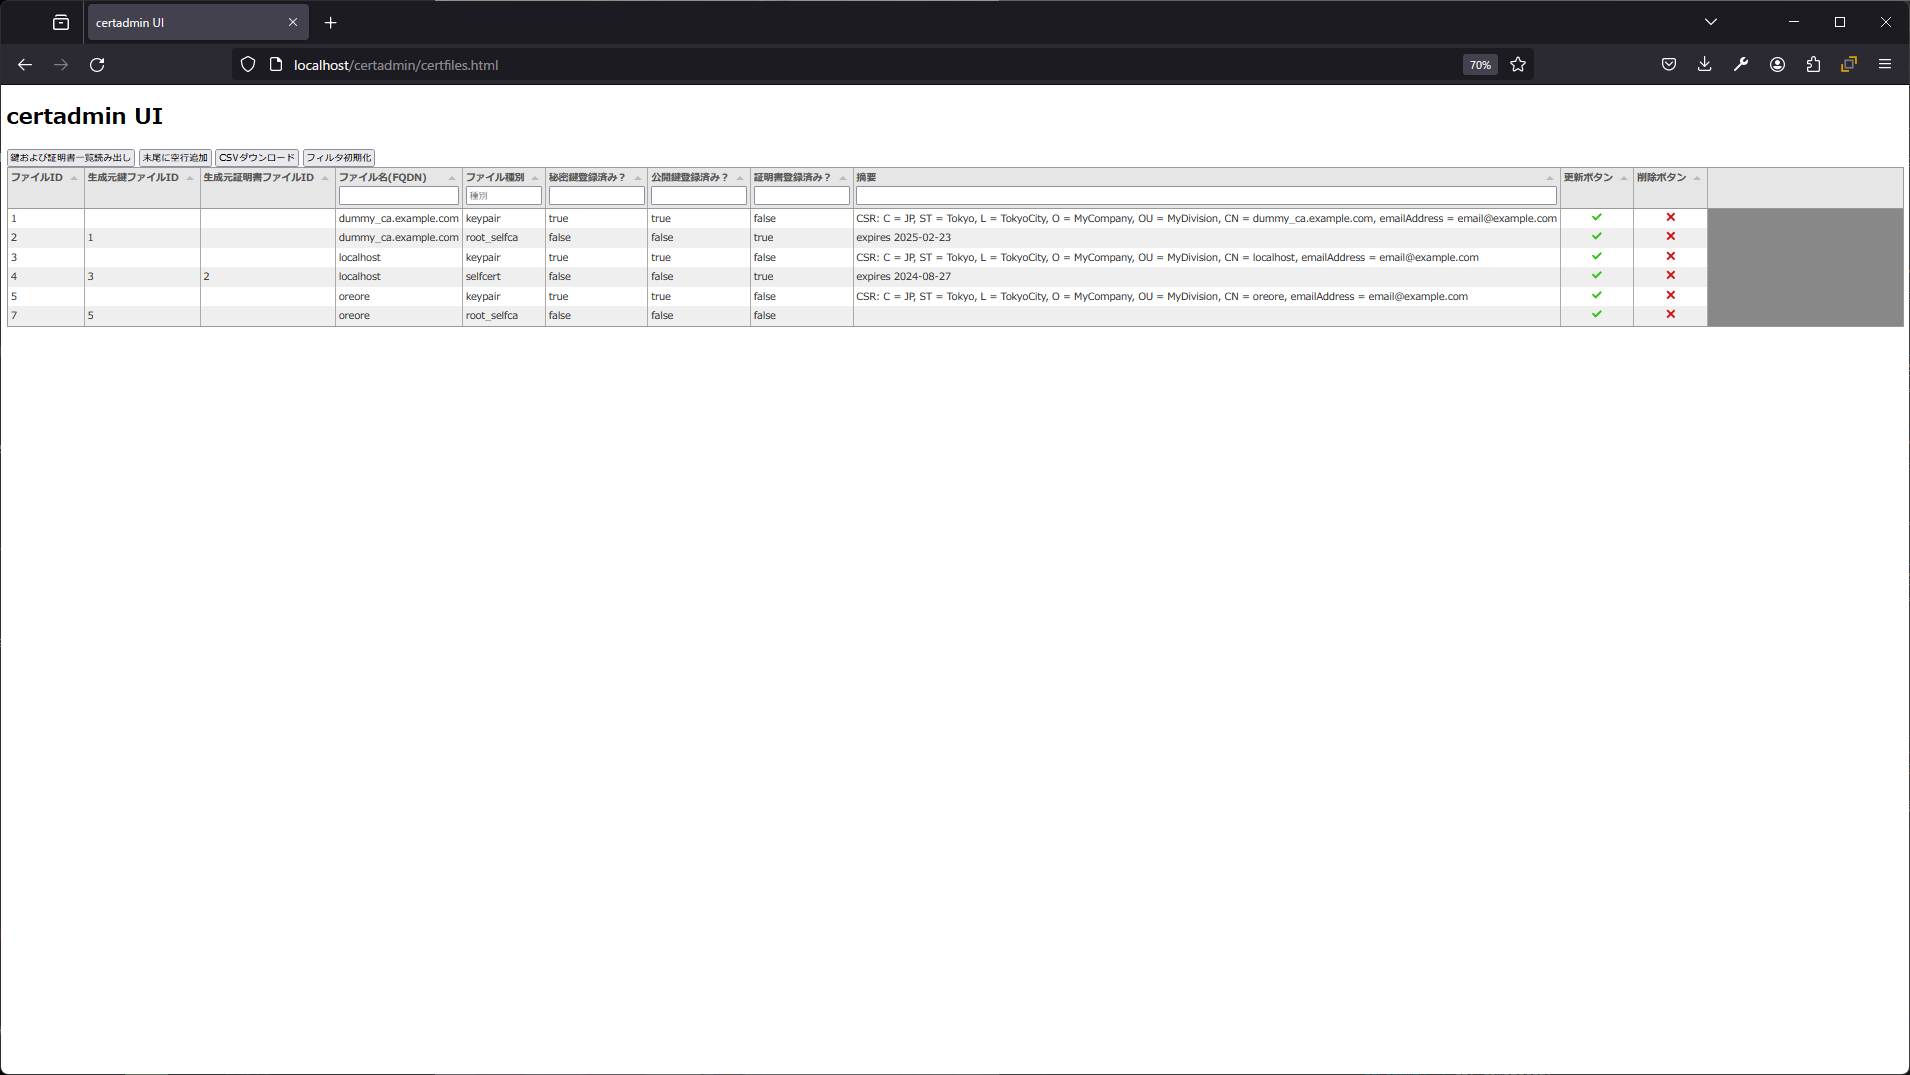 certadmin UI
localhost/certadmin/certfiles.html 70%
certadmin UI
鍵および証明書一覧読み出し 末尾に空行追加 CSVダウンロード フィルタ初期化
ファイルID 生成元鍵ファイルID 生成元証明書ファイルID ファイル名(FQDN) ファイル種別 秘密鍵登録済み？ 公開鍵登録済み？ 証明書登録済み？ 摘要 更新ボタン 削除ボタン
種別
1 dummy_ca.example.com keypair true true false CSR: C = JP, ST = Tokyo, L = TokyoCity, O = MyCompany, OU = MyDivision, CN = dummy_ca.example.com, emailAddress = email@example.com
2 1 dummy_ca.example.com root_selfca false false true expires 2025-02-23
3 localhost keypair true true false CSR: C = JP, ST = Tokyo, L = TokyoCity, O = MyCompany, OU = MyDivision, CN = localhost, emailAddress = email@example.com
4 3 2 localhost selfcert false false true expires 2024-08-27
5 oreore keypair true true false CSR: C = JP, ST = Tokyo, L = TokyoCity, O = MyCompany, OU = MyDivision, CN = oreore, emailAddress = email@example.com
7 5 oreore root_selfca false false false